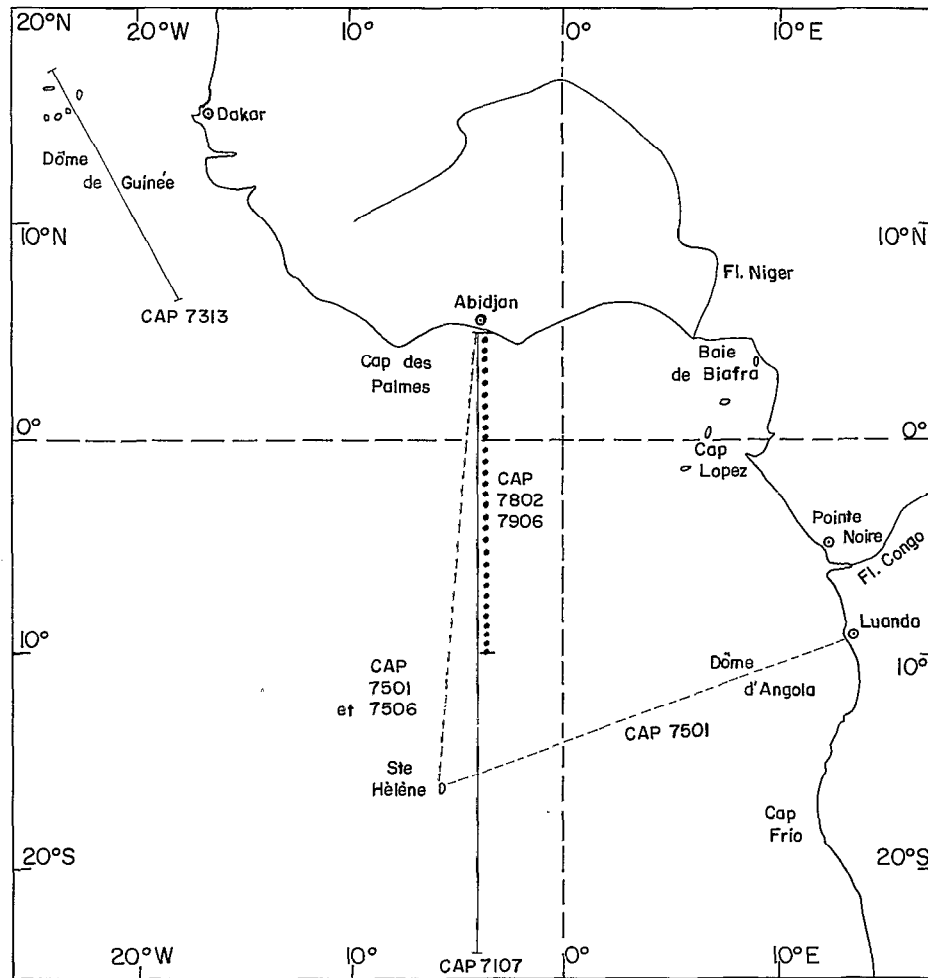 20°N
20°W
10°
0°
10°E
Dakar
Dôme
de Guinée
10°N
10°N
CAP 7313
Fl. Niger
Abidjan
Cap des
Palmes
Baie
de Biafra
0°
0°
Cap
Lopez
CAP
7802
7906
Pointe
Noire
Fl. Congo
Luanda
10°
10°
CAP
7501
et 7506
Dôme
d'Angola
CAP 7501
Ste
Hèlène
Cap
Frio
20°S
20°S
20°W
10°
0°
10°E
CAP 7107